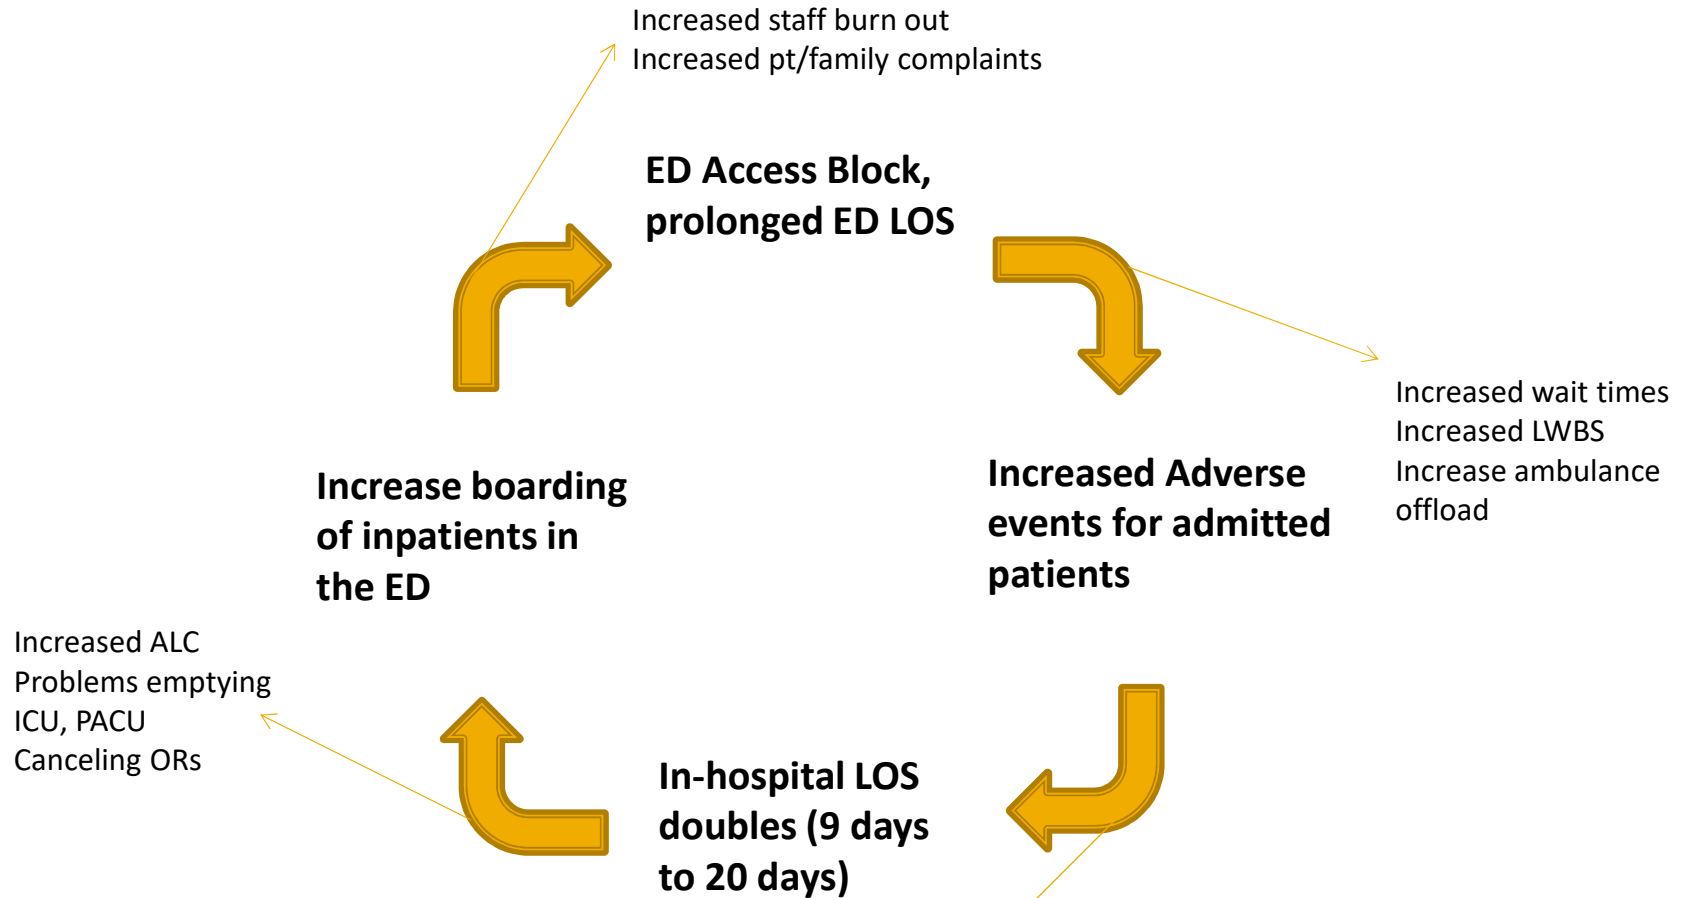 Increased staff burn out
Increased pt/family complaints
ED Access Block,
prolonged ED LOS
Increased wait times
Increased LWBS
Increase ambulance
offload
Increased Adverse
events for admitted
patients
In-hospital LOS
doubles (9 days
to 20 days)
Increased ALC
Problems emptying
ICU, PACU
Canceling ORs
Increase boarding
of inpatients in
the ED